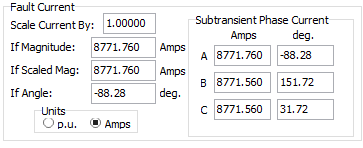 Fault Current
Scale Current By: 1.00000
If Magnitude: 8771.760 Amps
If Scaled Mag: 8771.760 Amps
If Angle: -88.28 deg.
Units
p.u. Amps
Subtransient Phase Current
Amps deg.
A 8771.760 -88.28
B 8771.560 151.72
C 8771.560 31.72